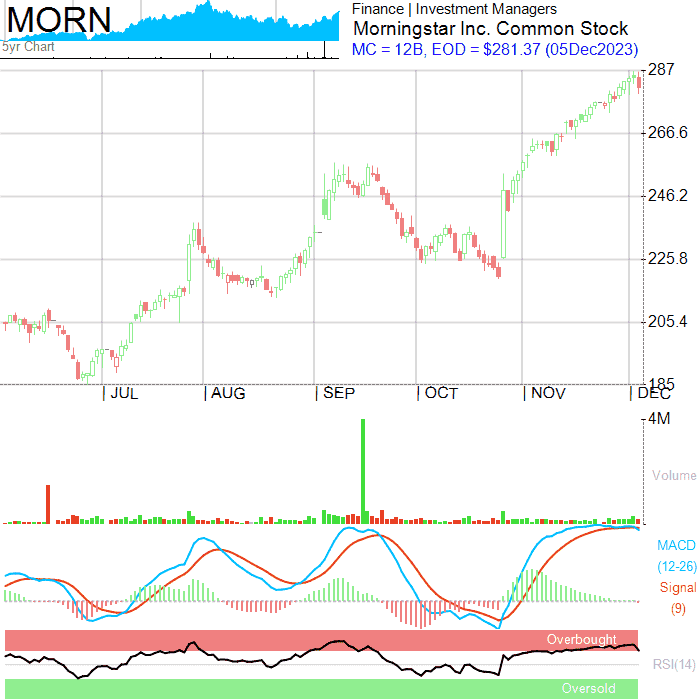 MORN
5yr Chart
Finance | Investment Managers
Morningstar Inc. Common Stock
MC = 12B, EOD = $281.37 (05Dec2023)
287
266.6
246.2
225.8
205.4
185
JUL AUG SEP OCT NOV DEC
4M
Volume
MACD
(12-26)
Signal
(9)
Overbought
RSI(14)
Oversold